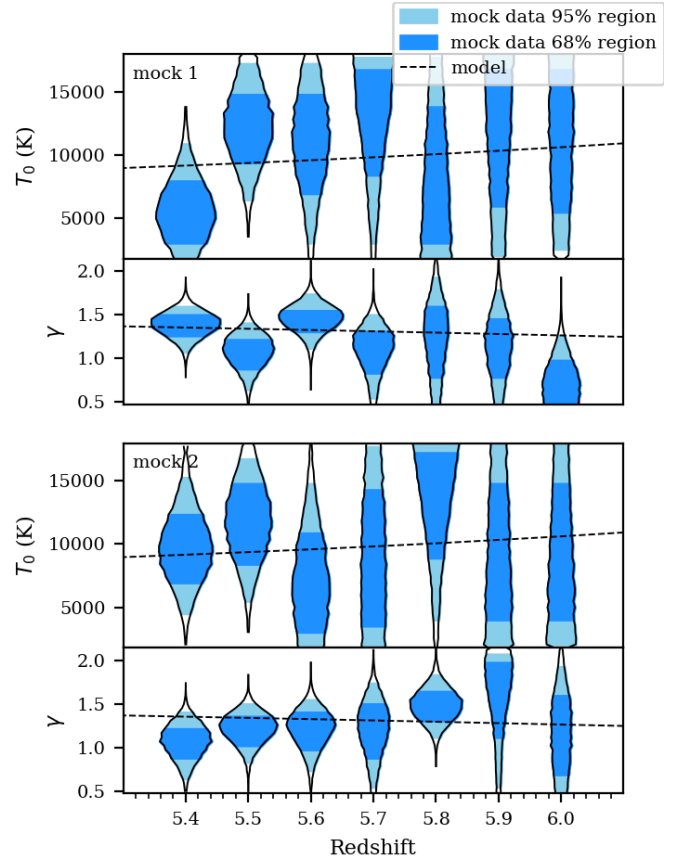 mock data 95% region
mock data 68% region
model
mock 1
15000
10000
5000
T₀ (K)
2.0
1.5
1.0
0.5
γ
mock 2
15000
10000
5000
T₀ (K)
2.0
1.5
1.0
0.5
γ
5.4 5.5 5.6 5.7 5.8 5.9 6.0
Redshift